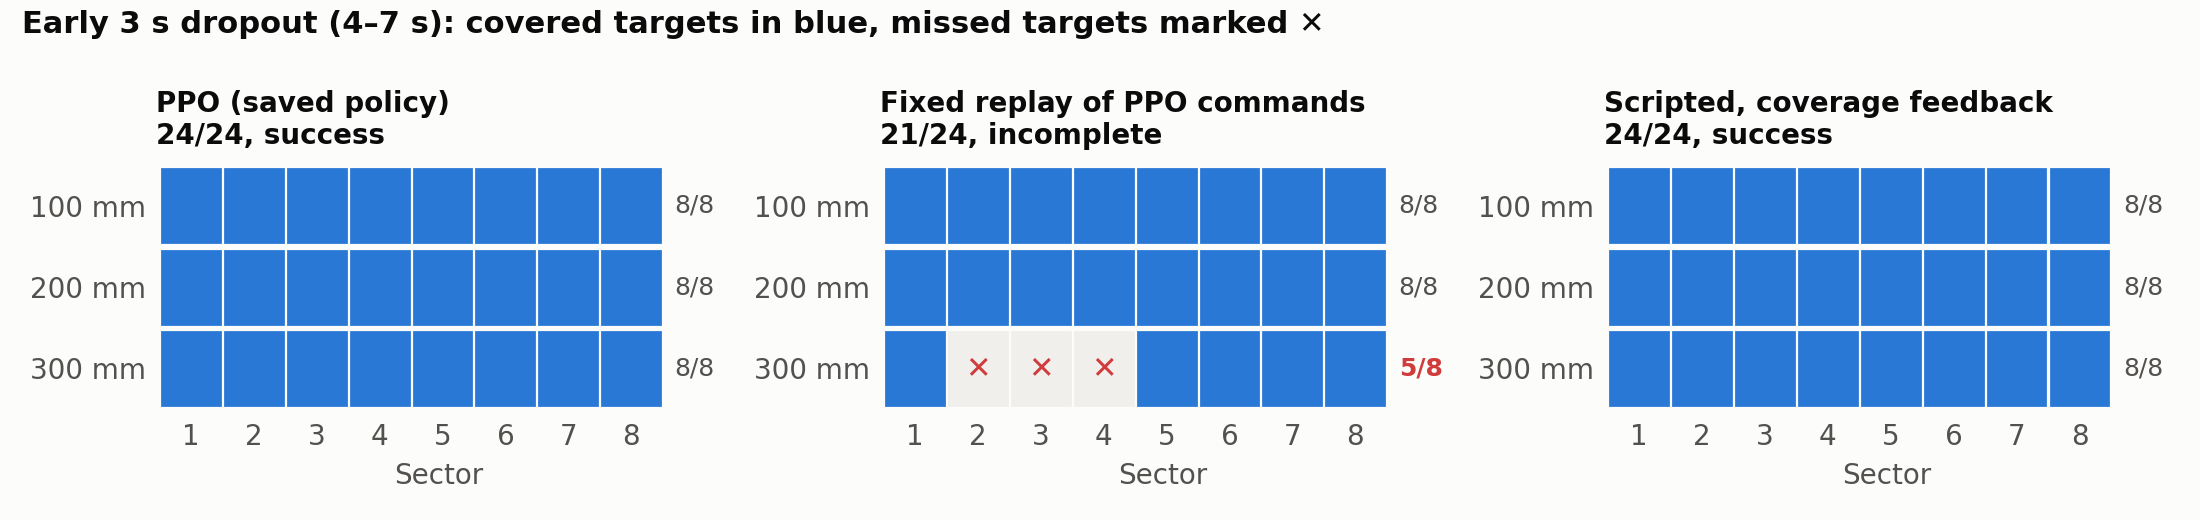 Early 3 s dropout (4–7 s): covered targets in blue, missed targets marked ✕
PPO (saved policy)
24/24, success
100 mm 8/8
200 mm 8/8
300 mm 8/8
1 2 3 4 5 6 7 8
Sector
Fixed replay of PPO commands
21/24, incomplete
100 mm 8/8
200 mm 8/8
300 mm ✕ ✕ ✕ 5/8
1 2 3 4 5 6 7 8
Sector
Scripted, coverage feedback
24/24, success
100 mm 8/8
200 mm 8/8
300 mm 8/8
1 2 3 4 5 6 7 8
Sector